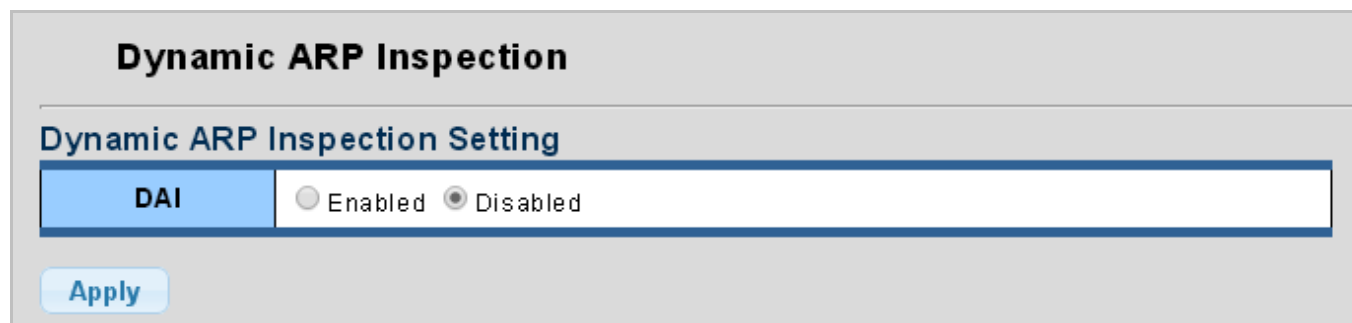 Dynamic ARP Inspection
Dynamic ARP Inspection Setting
DAI Enabled Disabled
Apply